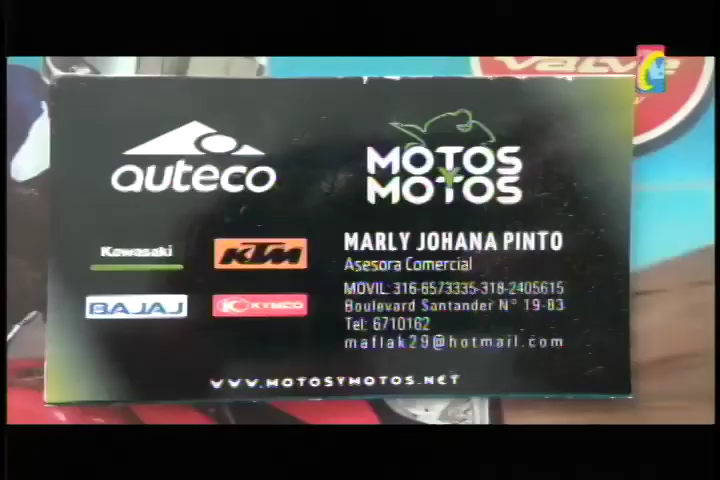 Valve
auteco
MOTOS
Y
MOTOS
Kawasaki
KTM
BAJAJ
KYMCO
MARLY JOHANA PINTO
Asesora Comercial
MOVIL: 316-6573335-318-2405615
Boulevard Santander N° 19-83
Tel: 6710162
maflak29@hotmail.com
WWW.MOTOSYMOTOS.NET